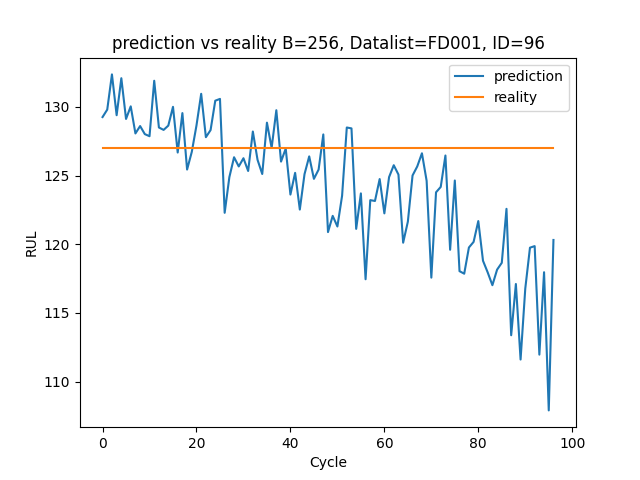 prediction vs reality B=256, Datalist=FD001, ID=96
prediction
reality
RUL
130
125
120
115
110
0 20 40 60 80 100
Cycle